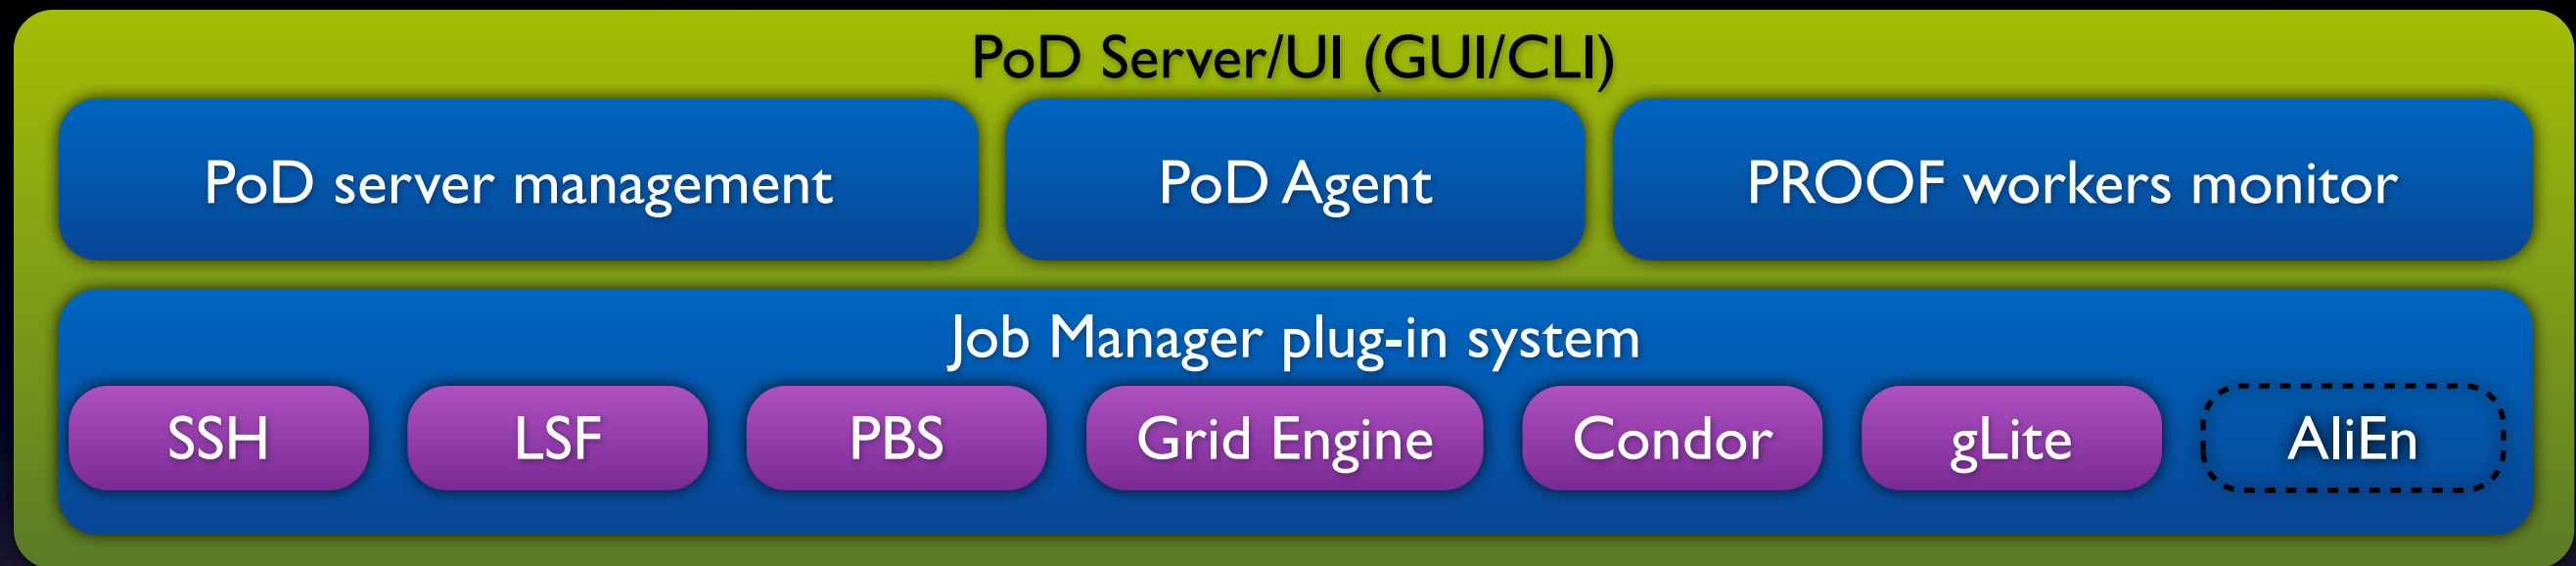 PoD Server/UI (GUI/CLI)
PoD server management
PoD Agent
PROOF workers monitor
Job Manager plug-in system
SSH
LSF
PBS
Grid Engine
Condor
gLite
AliEn